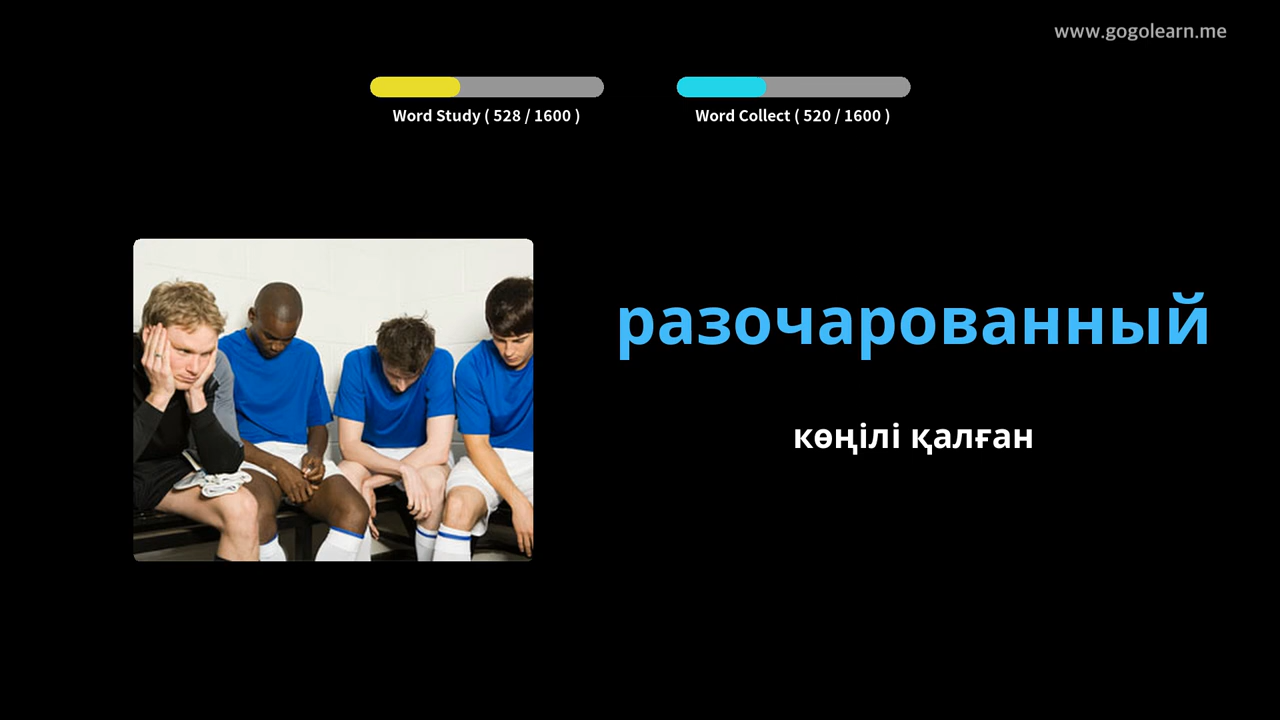 www.gogolearn.me
Word Study ( 528 / 1600 )
Word Collect ( 520 / 1600 )
разочарованный
көңілі қалған